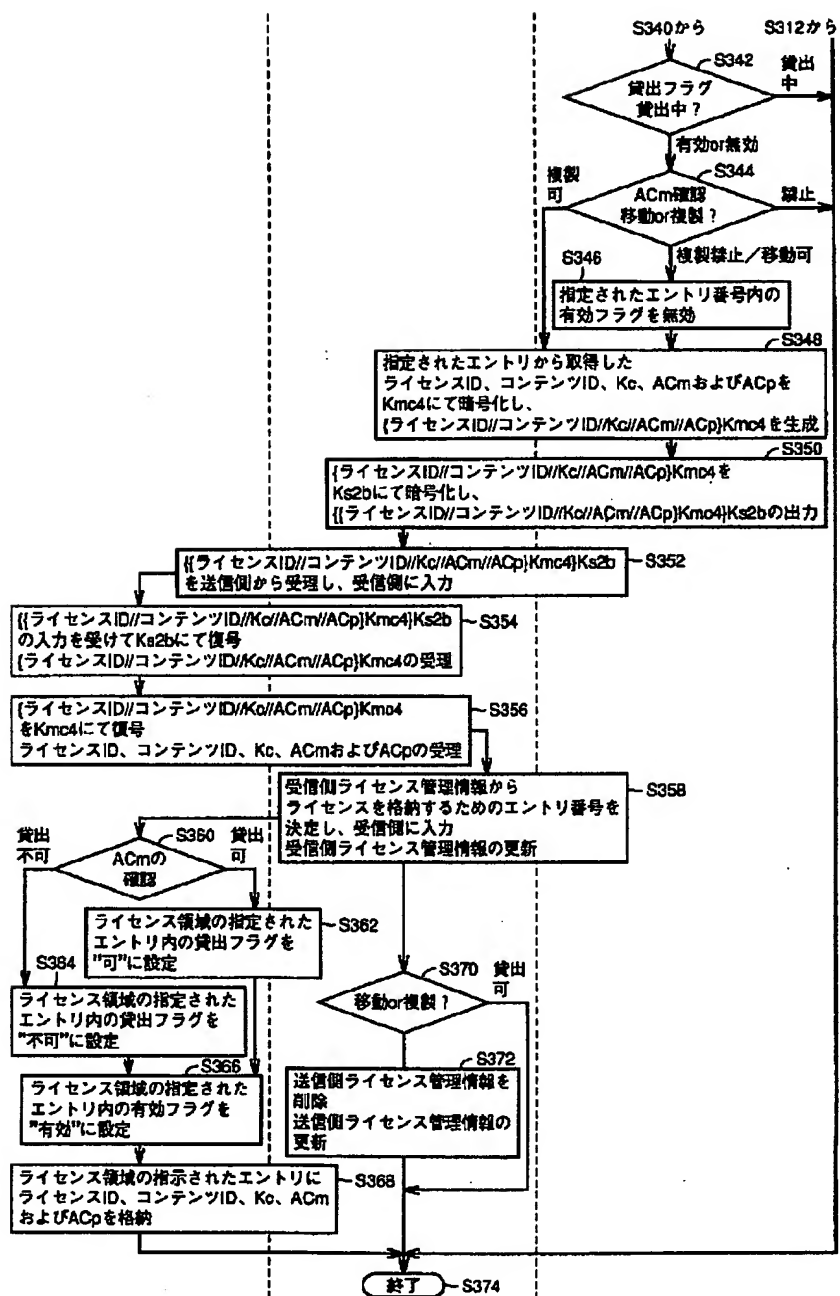 S340から
S312から
S342
貸出フラグ
貸出中?
貸出
中
有効or無効
S344
複製
可
ACm確認
移動or複製?
禁止
S346
複製禁止/移動可
指定されたエントリ番号内の
有効フラグを無効
S348
指定されたエントリから取得した
ライセンスID、コンテンツID、Kc、ACmおよびACpを
Kmc4にて暗号化し、
{ライセンスID//コンテンツID//Kc//ACm//ACp}Kmc4を生成
S350
{ライセンスID//コンテンツID//Kc//ACm//ACp}Kmc4を
Ks2bにて暗号化し、
{{ライセンスID//コンテンツID//Kc//ACm//ACp}Kmc4}Ks2bの出力
{{ライセンスID//コンテンツID//Kc//ACm//ACp}Kmc4}Ks2b
を送信側から受理し、受信側に入力
S352
{{ライセンスID//コンテンツID//Kc//ACm//ACp}Kmc4}Ks2b
の入力を受けてKs2bにて復号
{ライセンスID//コンテンツID//Kc//ACm//ACp}Kmc4の受理
S354
{ライセンスID//コンテンツID//Kc//ACm//ACp}Kmc4
をKmc4にて復号
ライセンスID、コンテンツID、Kc、ACmおよびACpの受理
S356
受信側ライセンス管理情報から
ライセンスを格納するためのエントリ番号を
決定し、受信側に入力
受信側ライセンス管理情報の更新
S358
貸出
不可
S360
貸出
可
ACmの
確認
ライセンス領域の指定された
エントリ内の貸出フラグを
"可"に設定
S362
S364
ライセンス領域の指定された
エントリ内の貸出フラグを
"不可"に設定
S370
貸出
可
移動or複製?
S366
ライセンス領域の指定された
エントリ内の有効フラグを
"有効"に設定
S372
送信側ライセンス管理情報を
削除
送信側ライセンス管理情報の
更新
ライセンス領域の指示されたエントリに
ライセンスID、コンテンツID、Kc、ACm
およびACpを格納
S368
終了
S374